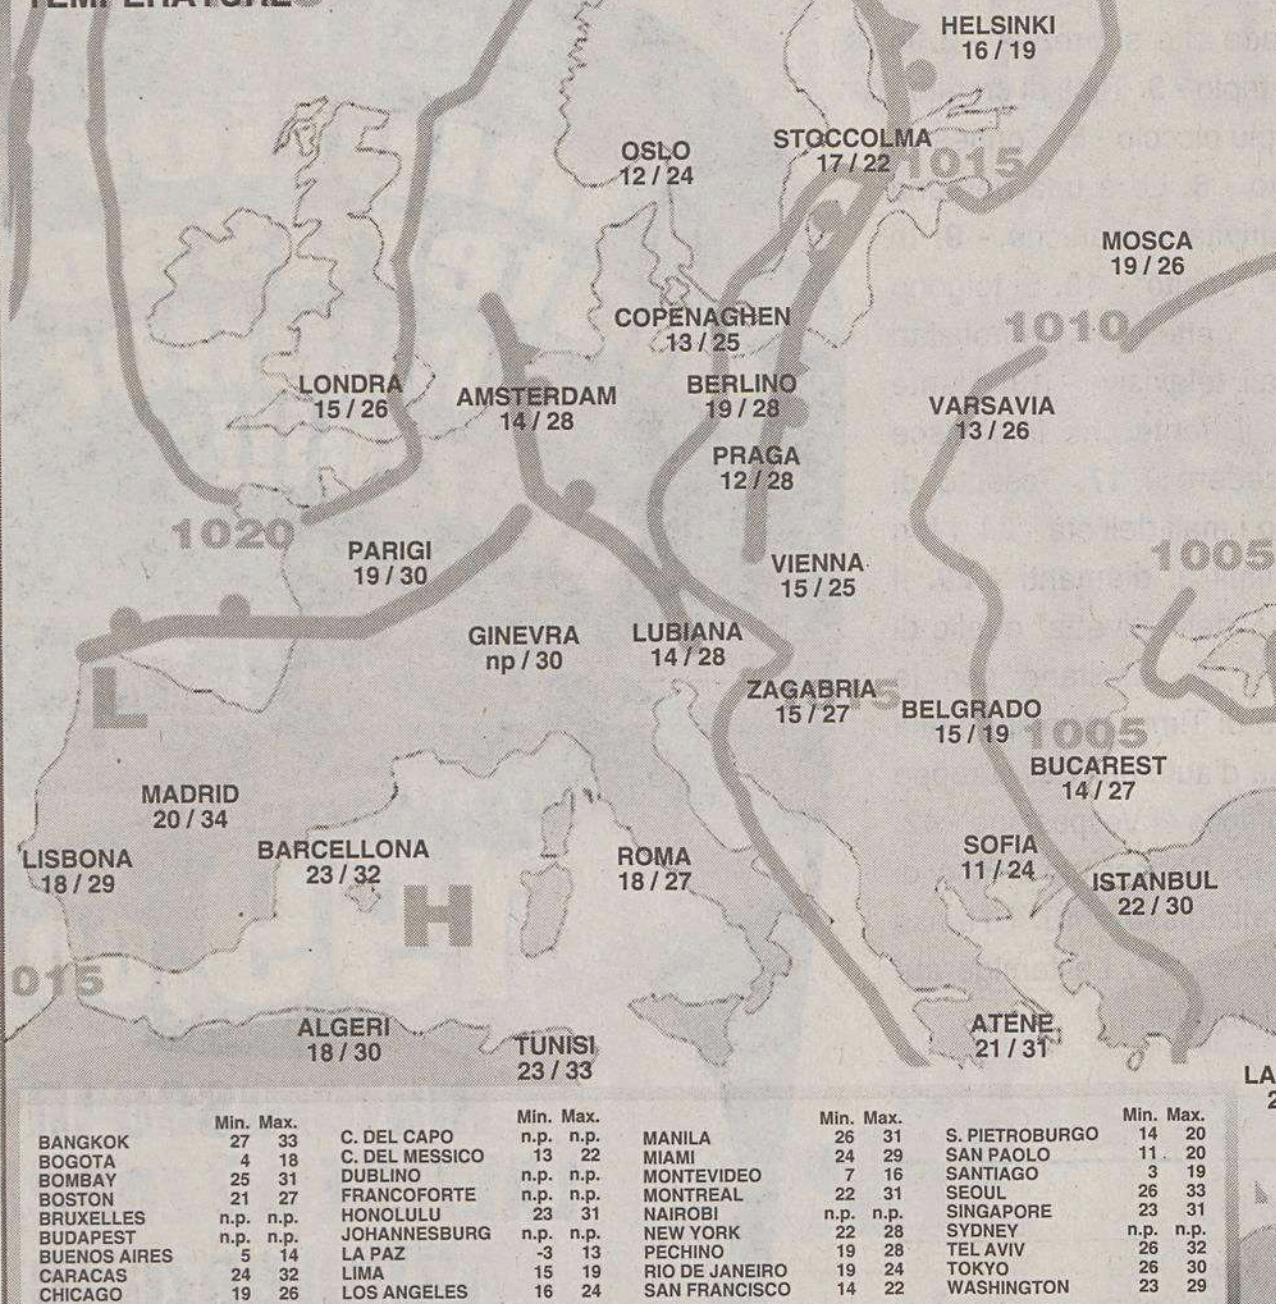 TEMPERATURE
HELSINKI
16 / 19
STOCCOLMA
17 / 22
OSLO
12 / 24
1015
MOSCA
19 / 26
COPENAGHEN
13 / 25
1010
LONDRA
15 / 26
AMSTERDAM
14 / 28
BERLINO
19 / 28
VARSAVIA
13 / 26
PRAGA
12 / 28
1020
PARIGI
19 / 30
VIENNA
15 / 25
1005
GINEVRA
np / 30
LUBIANA
14 / 28
L
ZAGABRIA
15 / 27
15
BELGRADO
15 / 19
1005
BUCAREST
14 / 27
MADRID
20 / 34
LISBONA
18 / 29
BARCELLONA
23 / 32
ROMA
18 / 27
SOFIA
11 / 24
ISTANBUL
22 / 30
H
015
ALGERI
18 / 30
TUNISI
23 / 33
ATENE
21 / 31
LA
2
Min. Max.
BANGKOK 27 33
BOGOTA 4 18
BOMBAY 25 31
BOSTON 21 27
BRUXELLES n.p. n.p.
BUDAPEST n.p. n.p.
BUENOS AIRES 5 14
CARACAS 24 32
CHICAGO 19 26
Min. Max.
C. DEL CAPO n.p. n.p.
C. DEL MESSICO 13 22
DUBLINO n.p. n.p.
FRANCOFORTE n.p. n.p.
HONOLULU 23 31
JOHANNESBURG n.p. n.p.
LA PAZ -3 13
LIMA 15 19
LOS ANGELES 16 24
Min. Max.
MANILA 26 31
MIAMI 24 29
MONTEVIDEO 7 16
MONTREAL 22 31
NAIROBI n.p. n.p.
NEW YORK 22 28
PECHINO 19 28
RIO DE JANEIRO 19 24
SAN FRANCISCO 14 22
Min. Max.
S. PIETROBURGO 14 20
SAN PAOLO 11 20
SANTIAGO 3 19
SEOUL 26 33
SINGAPORE 23 31
SYDNEY n.p. n.p.
TEL AVIV 26 32
TOKYO 26 30
WASHINGTON 23 29